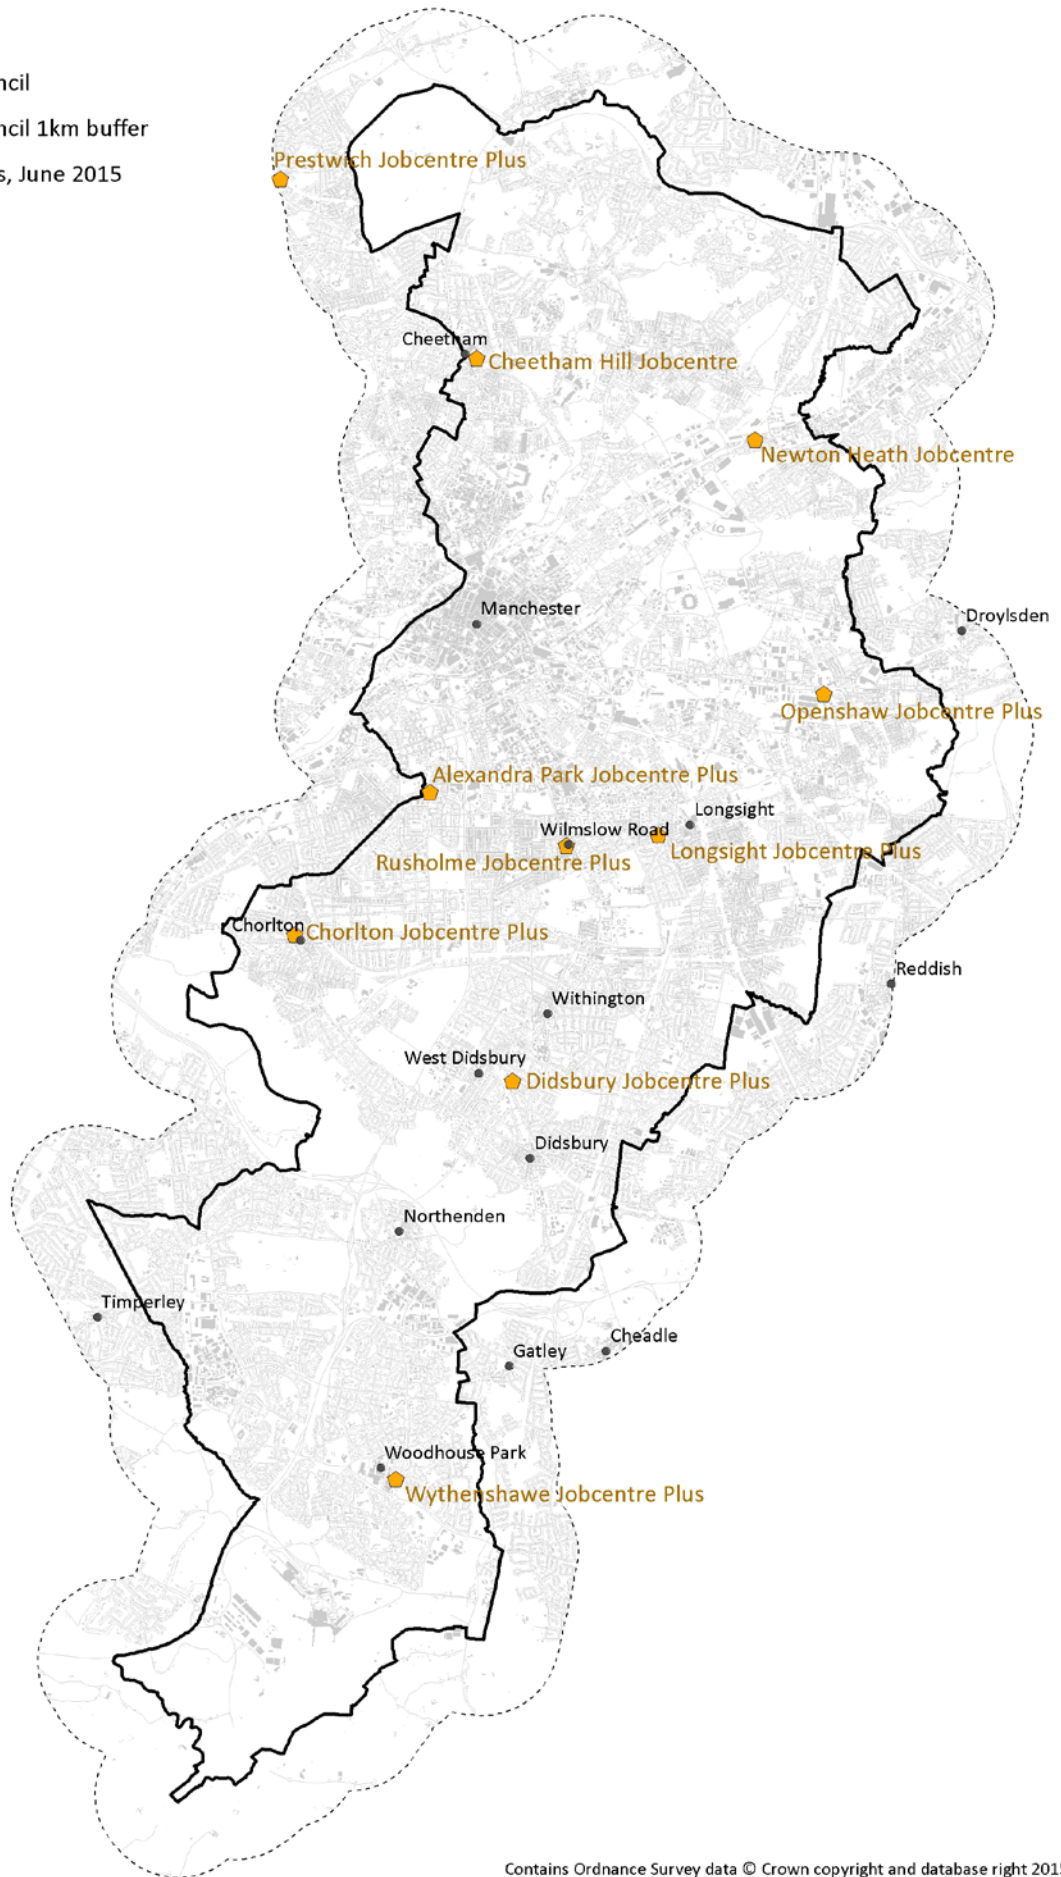 ncil
ncil 1km buffer
s, June 2015
Prestwich Jobcentre Plus
Cheetham
Cheetham Hill Jobcentre
Newton Heath Jobcentre
Manchester
Droylsden
Openshaw Jobcentre Plus
Alexandra Park Jobcentre Plus
Longsight
Wilmslow Road
Longsight Jobcentre Plus
Rusholme Jobcentre Plus
Chorlton
Chorlton Jobcentre Plus
Reddish
Withington
West Didsbury
Didsbury Jobcentre Plus
Didsbury
Northenden
Timperley
Cheadle
Gatley
Woodhouse Park
Wythenshawe Jobcentre Plus
Contains Ordnance Survey data © Crown copyright and database right 2015